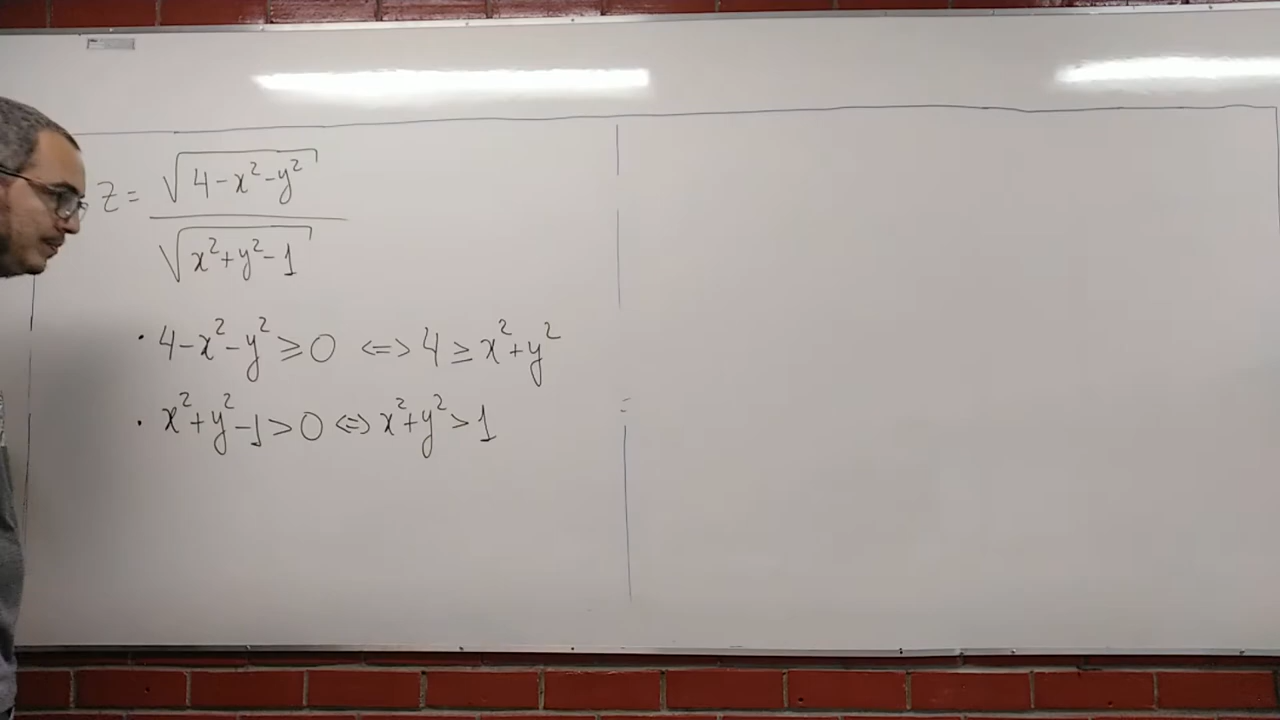 z = √(4-x²-y²) / √(x²+y²-1)
· 4-x²-y² ≥ 0 <=> 4 ≥ x²+y²
· x²+y²-1 > 0 <=> x²+y² > 1